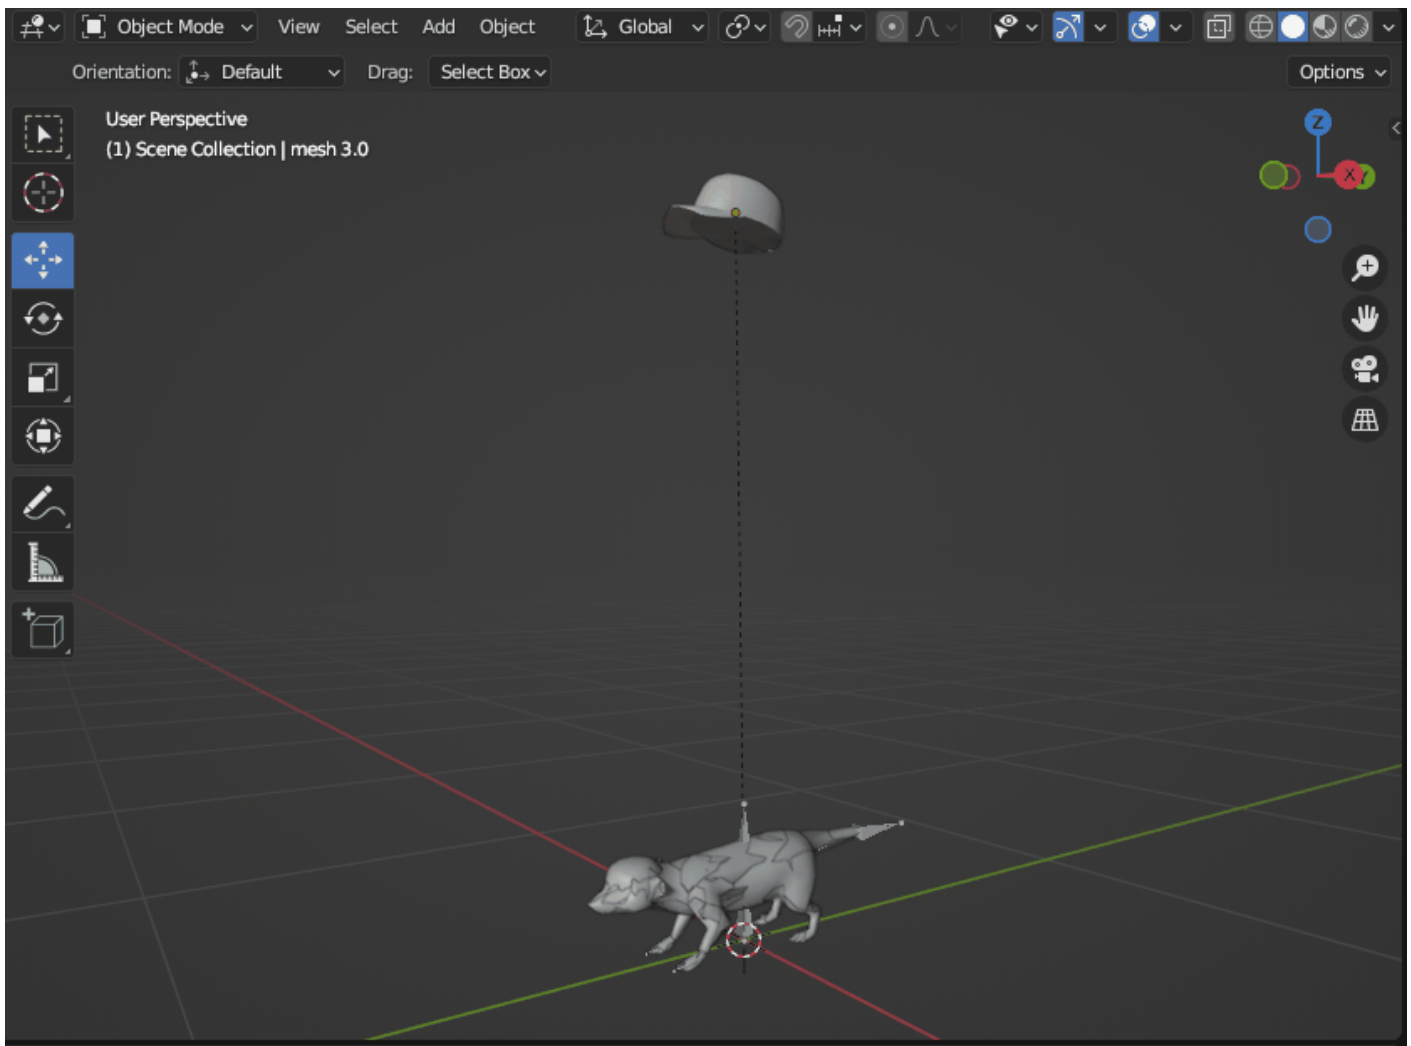 Object Mode View Select Add Object Global
Orientation: Default Drag: Select Box Options
User Perspective
(1) Scene Collection | mesh 3.0
Z
X Y